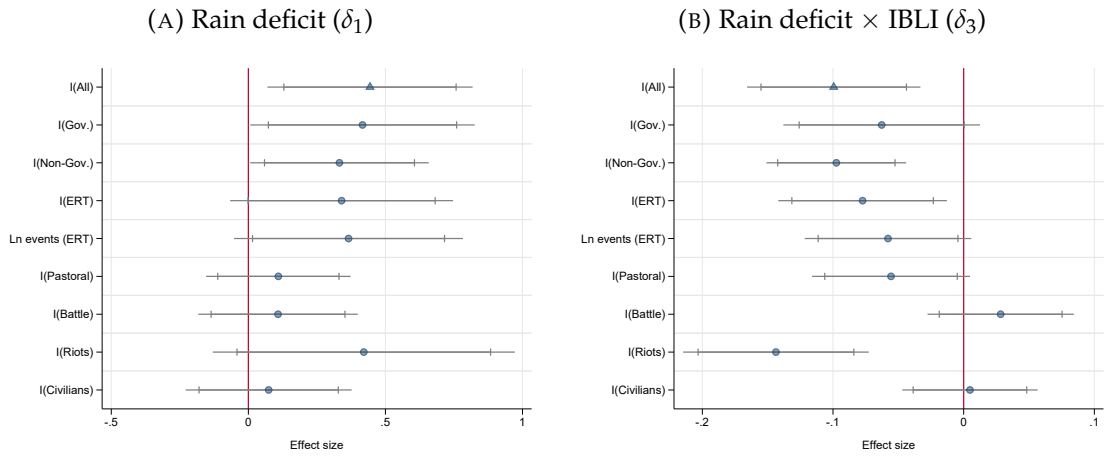 (A) Rain deficit (δ₁)
I(All)
I(Gov.)
I(Non-Gov.)
I(ERT)
Ln events (ERT)
I(Pastoral)
I(Battle)
I(Riots)
I(Civilians)
-.5 0 .5 1
Effect size
(B) Rain deficit × IBLI (δ₃)
I(All)
I(Gov.)
I(Non-Gov.)
I(ERT)
Ln events (ERT)
I(Pastoral)
I(Battle)
I(Riots)
I(Civilians)
-.2 -.1 0 .1
Effect size